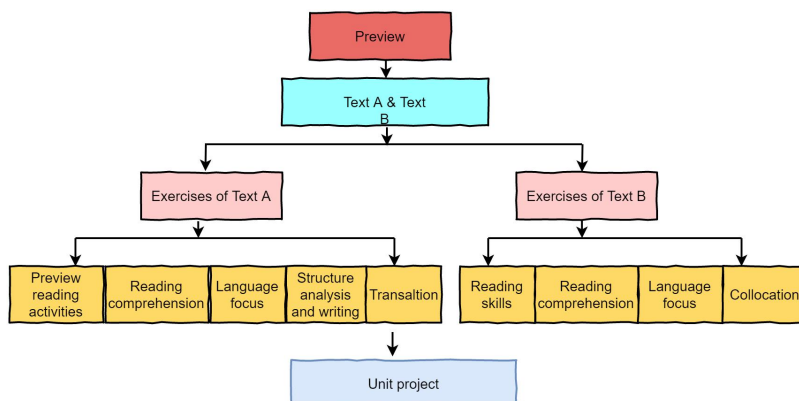 Preview
Text A & Text
B
Exercises of Text A
Exercises of Text B
Preview
reading
activities
Reading
comprehension
Language
focus
Structure
analysis
and writing
Transaltion
Reading
skills
Reading
comprehension
Language
focus
Collocation
Unit project